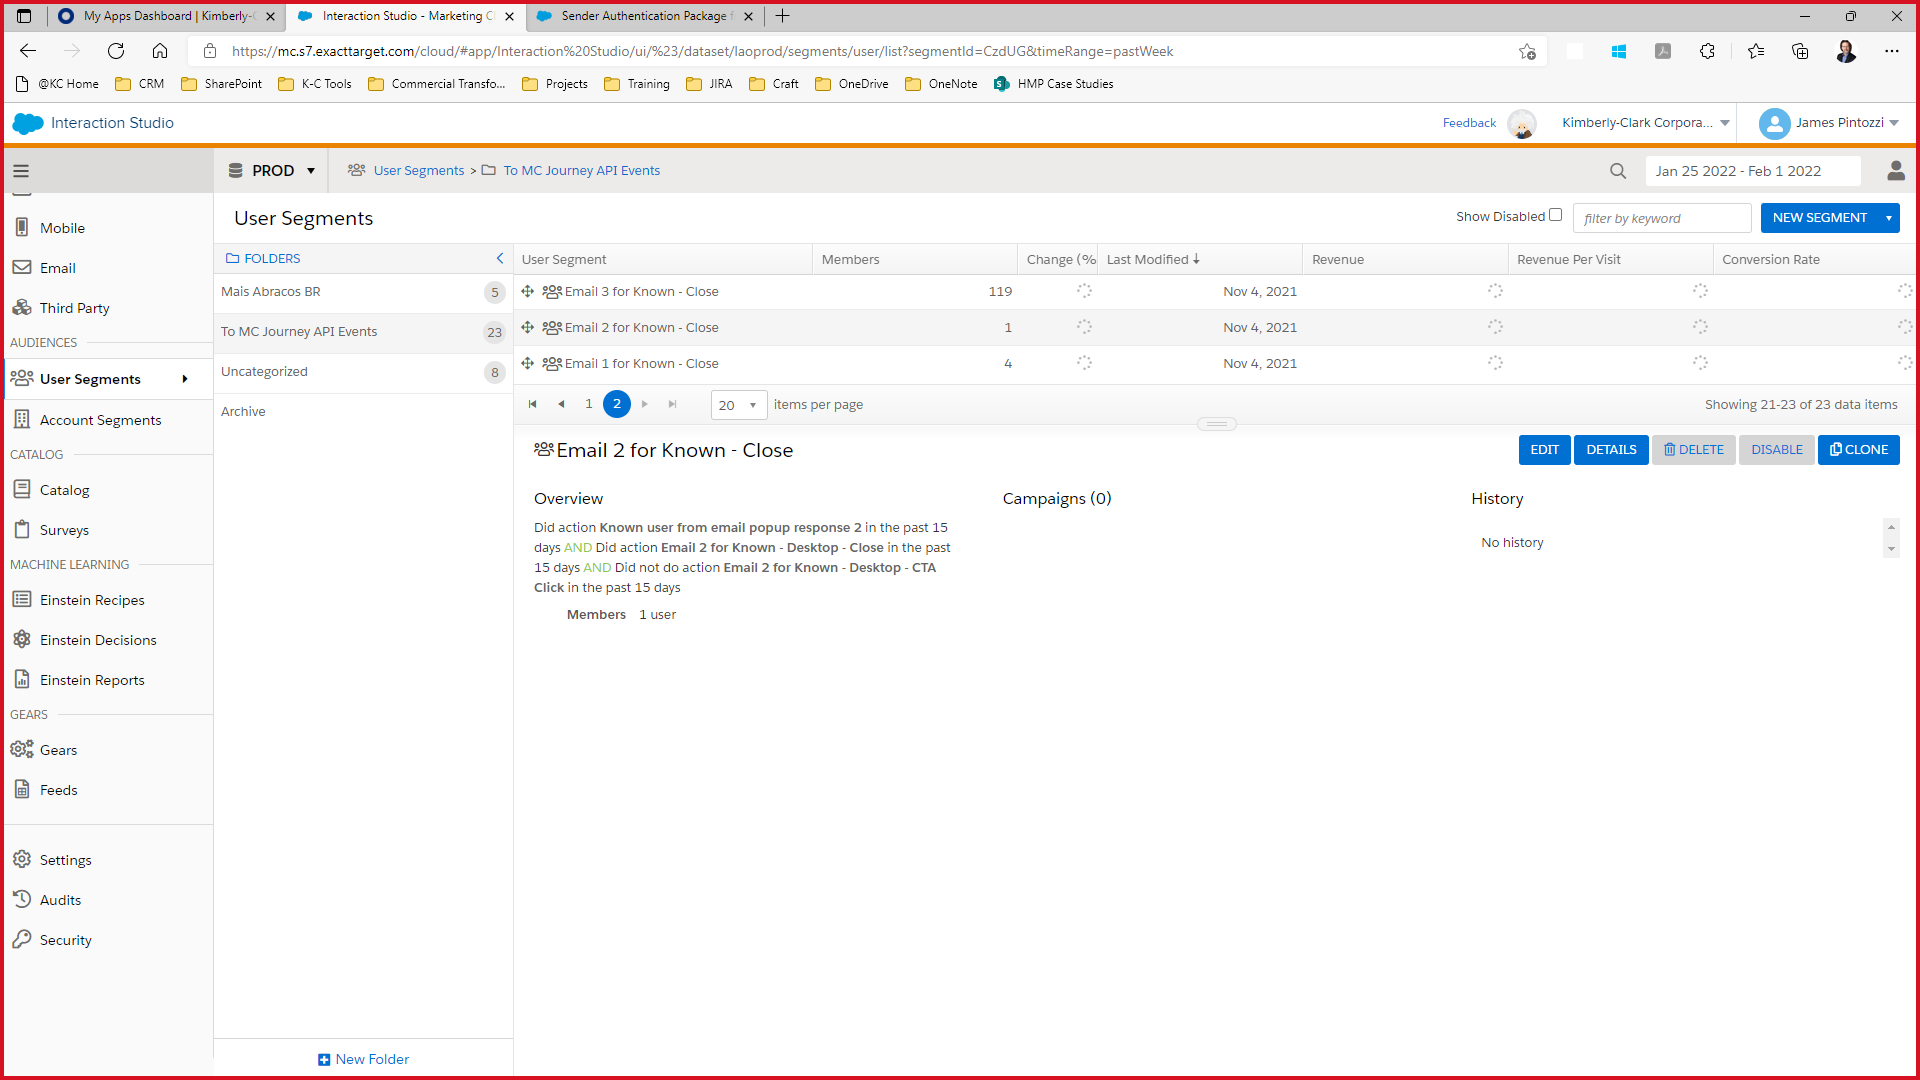 My Apps Dashboard | Kimberly-C
Interaction Studio - Marketing Cl
Sender Authentication Package f
https://mc.s7.exacttarget.com/cloud/#app/Interaction%20Studio/ui/%23/dataset/laoprod/segments/user/list?segmentId=CzdUG&timeRange=pastWeek
@KC Home CRM SharePoint K-C Tools Commercial Transfo... Projects Training JIRA Craft OneDrive OneNote HMP Case Studies
Interaction Studio
Feedback
Kimberly-Clark Corpora...
James Pintozzi
PROD
User Segments > To MC Journey API Events
Jan 25 2022 - Feb 1 2022
Mobile
Email
Third Party
AUDIENCES
User Segments
Account Segments
CATALOG
Catalog
Surveys
MACHINE LEARNING
Einstein Recipes
Einstein Decisions
Einstein Reports
GEARS
Gears
Feeds
Settings
Audits
Security
User Segments
Show Disabled
filter by keyword
NEW SEGMENT
FOLDERS
Mais Abracos BR 5
To MC Journey API Events 23
Uncategorized 8
Archive
New Folder
User Segment Members Change (% Last Modified Revenue Revenue Per Visit Conversion Rate
Email 3 for Known - Close 119 Nov 4, 2021
Email 2 for Known - Close 1 Nov 4, 2021
Email 1 for Known - Close 4 Nov 4, 2021
1 2 20 items per page
Showing 21-23 of 23 data items
Email 2 for Known - Close
EDIT DETAILS DELETE DISABLE CLONE
Overview
Did action Known user from email popup response 2 in the past 15
days AND Did action Email 2 for Known - Desktop - Close in the past
15 days AND Did not do action Email 2 for Known - Desktop - CTA
Click in the past 15 days
Members 1 user
Campaigns (0)
History
No history